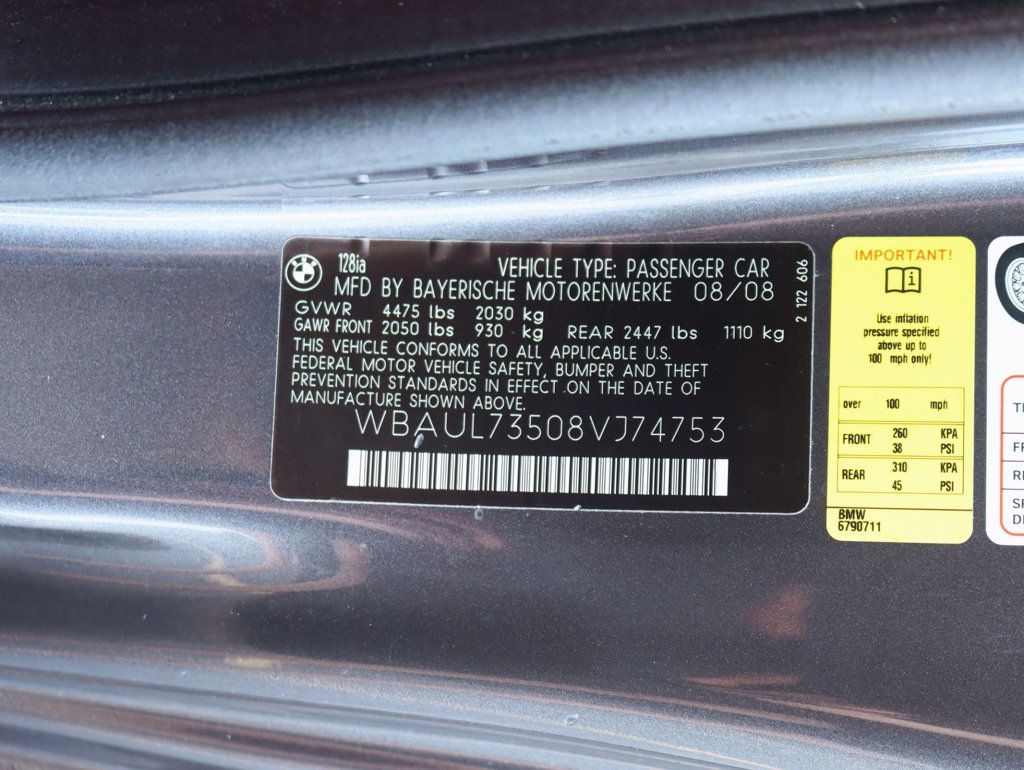 128ia
VEHICLE TYPE: PASSENGER CAR
MFD BY BAYERISCHE MOTORENWERKE 08/08
GVWR 4475 lbs 2030 kg
GAWR FRONT 2050 lbs 930 kg REAR 2447 lbs 1110 kg
THIS VEHICLE CONFORMS TO ALL APPLICABLE U.S.
FEDERAL MOTOR VEHICLE SAFETY, BUMPER AND THEFT
PREVENTION STANDARDS IN EFFECT ON THE DATE OF
MANUFACTURE SHOWN ABOVE.
WBAUL73508VJ74753
2 122 606
IMPORTANT!
Use inflation
pressure specified
above up to
100 mph only!
over 100 mph
FRONT 260 KPA
38 PSI
REAR 310 KPA
45 PSI
BMW
6790711